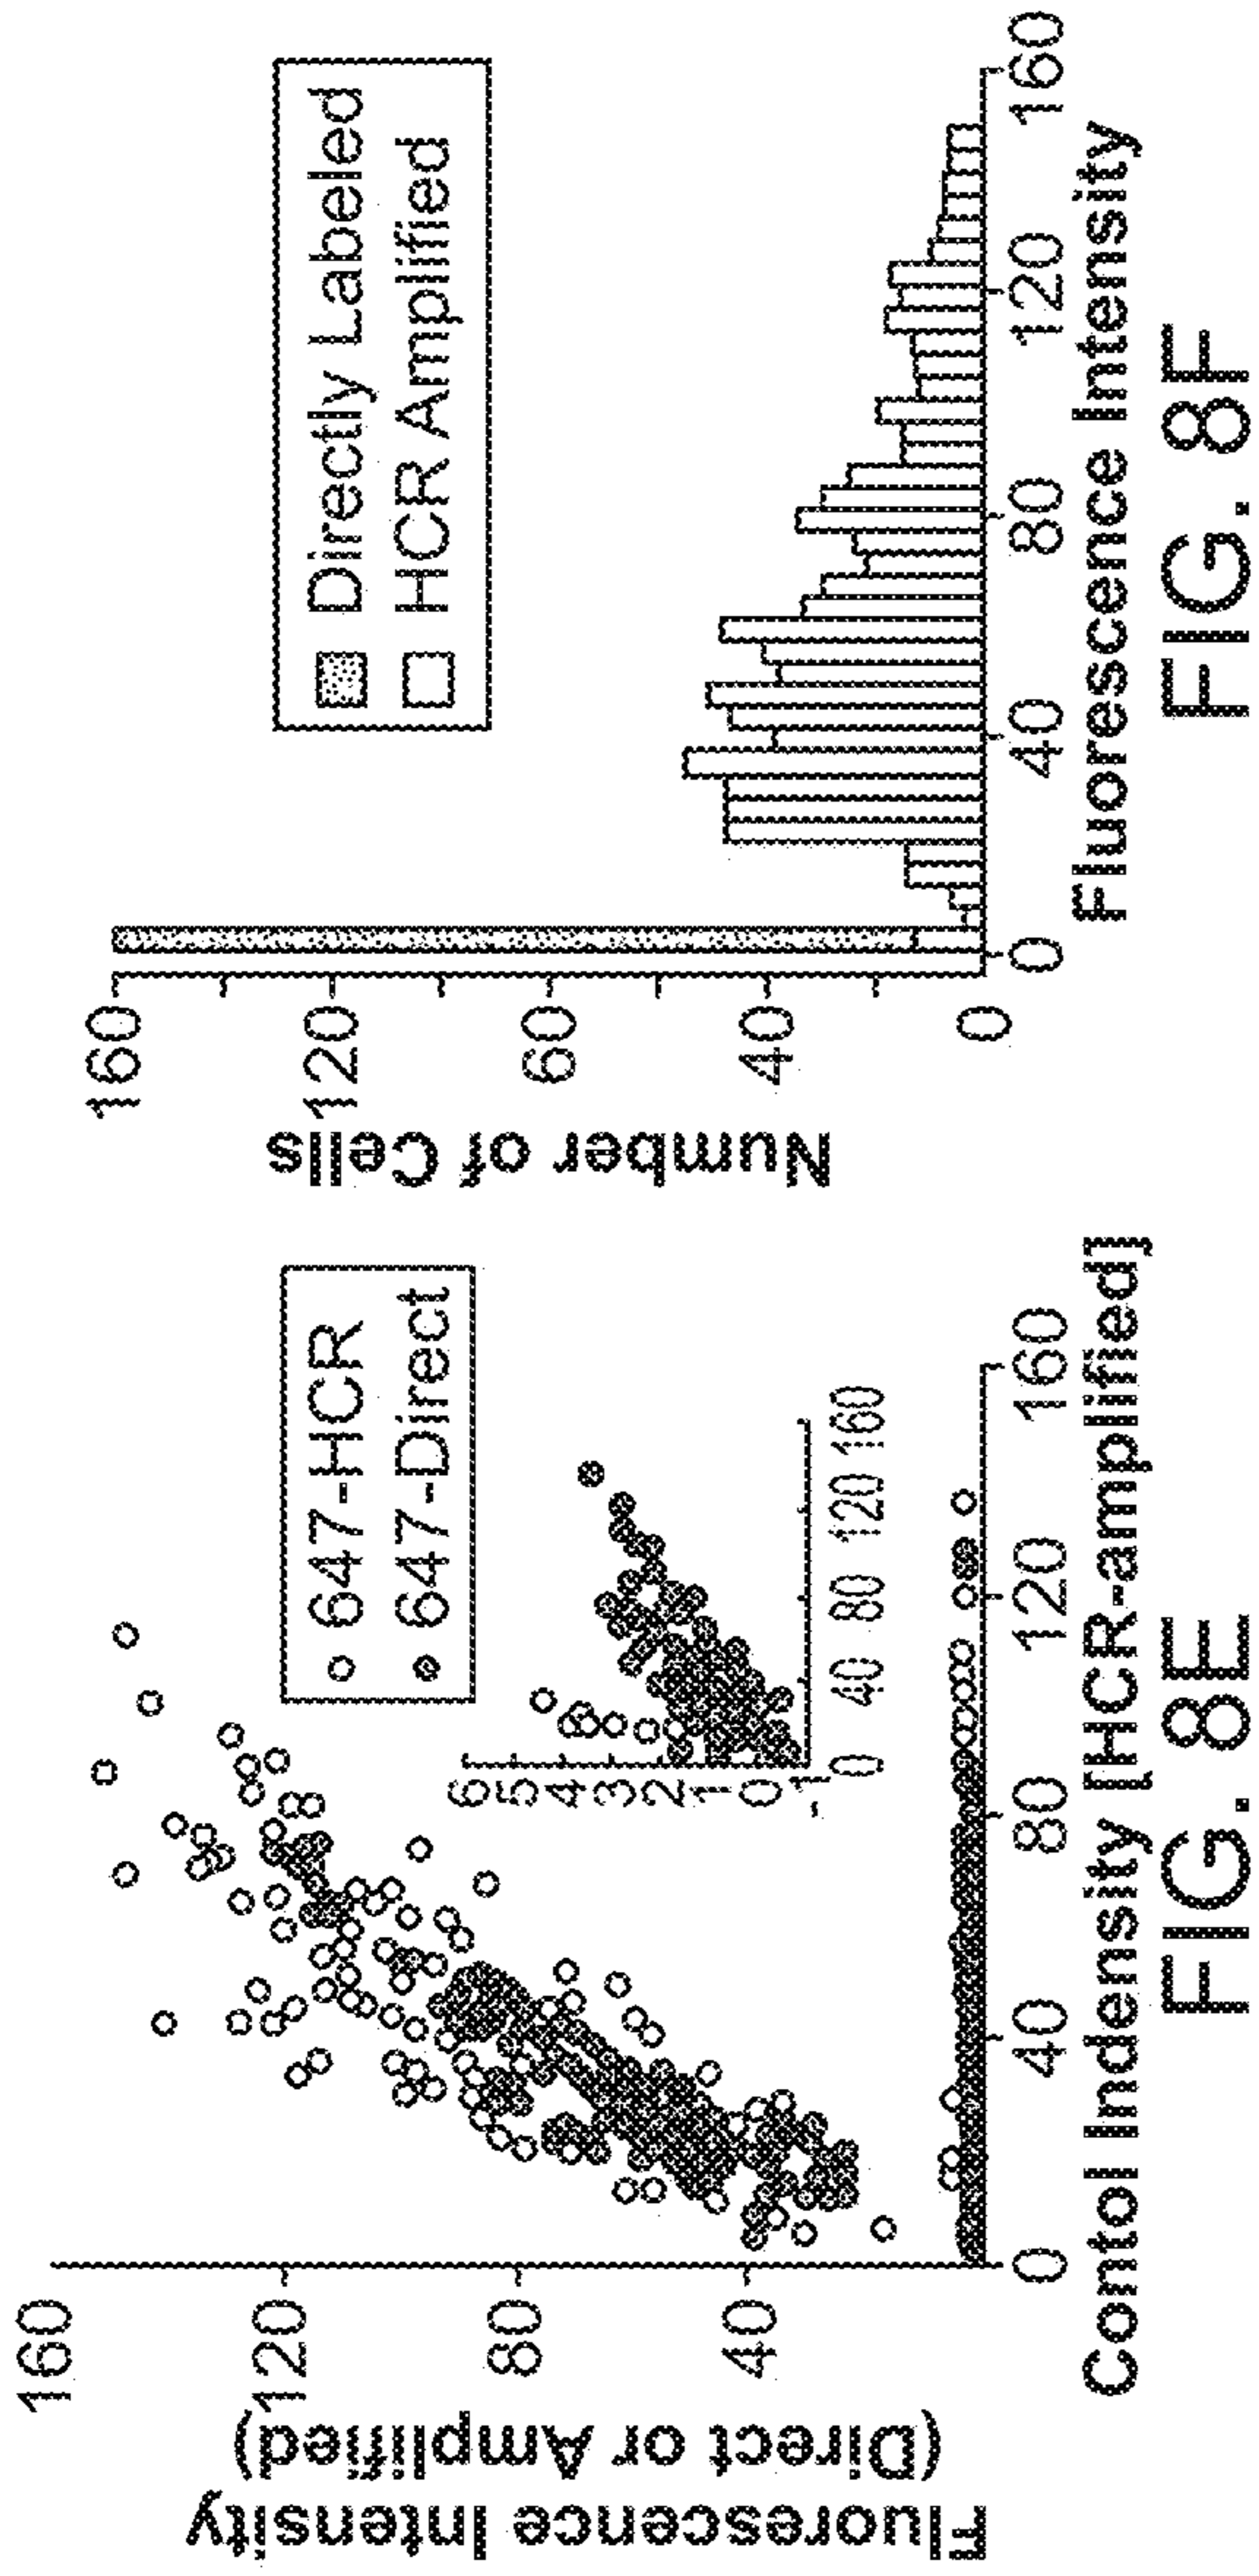 Fluorescence Intensity
(Direct or Amplified)
160
120
80
40
647-HCR
647-Direct
6
5
4
3
2
1
0
-1
0 40 80 120 160
0 40 80 120 160
Contol Indensity [HCR-amplified]
FIG. 8E
Number of Cells
160
120
60
40
0
Directly Labeled
HCR Amplified
0 40 80 120 160
Fluorescence Intensity
FIG. 8F